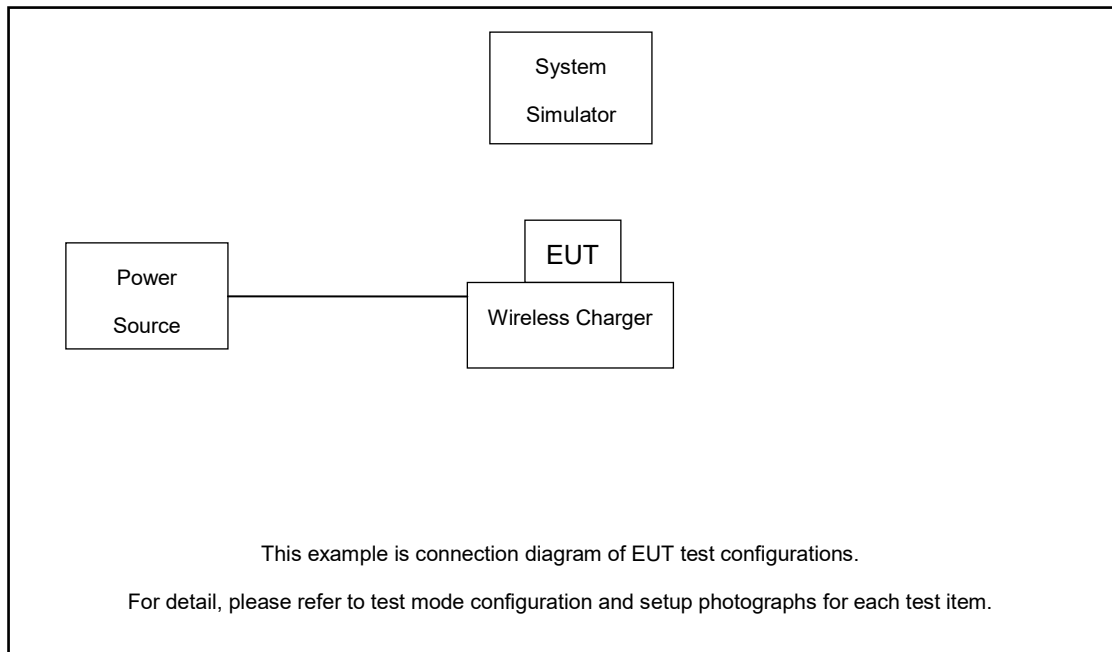 System
Simulator
EUT
Power
Source
Wireless Charger
This example is connection diagram of EUT test configurations.
For detail, please refer to test mode configuration and setup photographs for each test item.